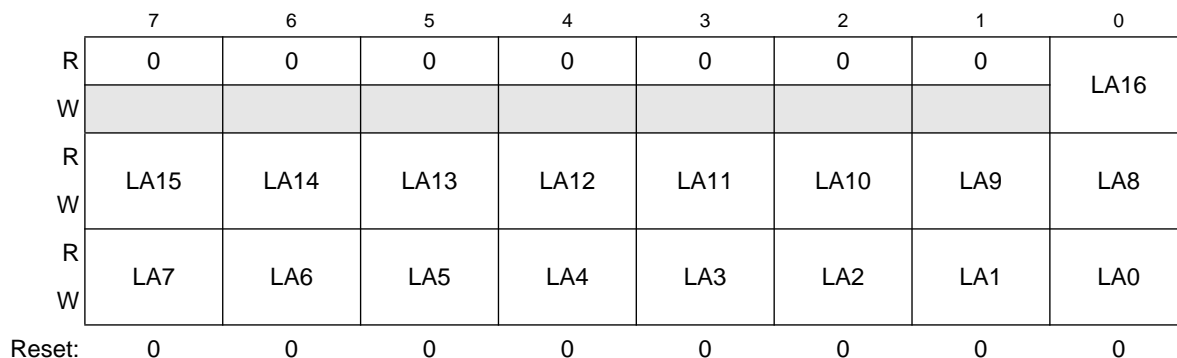 7 6 5 4 3 2 1 0
R 0 0 0 0 0 0 0 LA16
W
R LA15 LA14 LA13 LA12 LA11 LA10 LA9 LA8
W
R LA7 LA6 LA5 LA4 LA3 LA2 LA1 LA0
W
Reset: 0 0 0 0 0 0 0 0